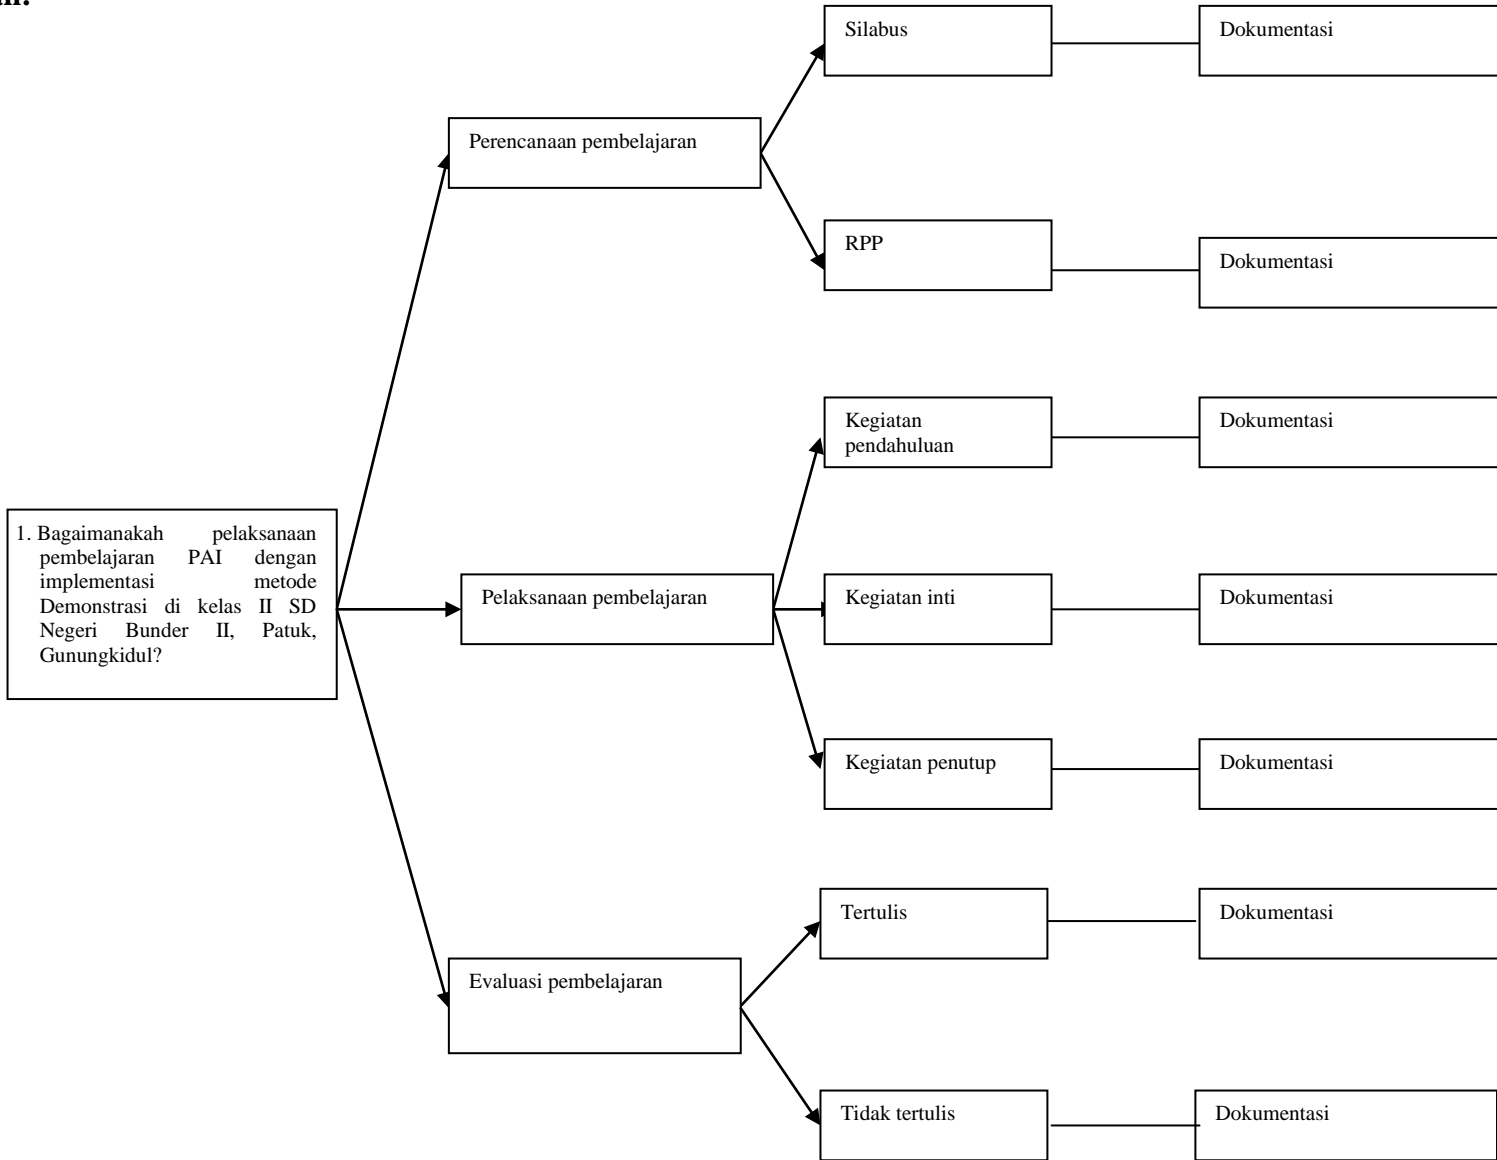 Silabus
Dokumentasi
Perencanaan pembelajaran
RPP
Dokumentasi
Kegiatan
pendahuluan
Dokumentasi
1. Bagaimanakah pelaksanaan
pembelajaran PAI dengan
implementasi metode
Demonstrasi di kelas II SD
Negeri Bunder II, Patuk,
Gunungkidul?
Pelaksanaan pembelajaran
Kegiatan inti
Dokumentasi
Kegiatan penutup
Dokumentasi
Tertulis
Dokumentasi
Evaluasi pembelajaran
Tidak tertulis
Dokumentasi